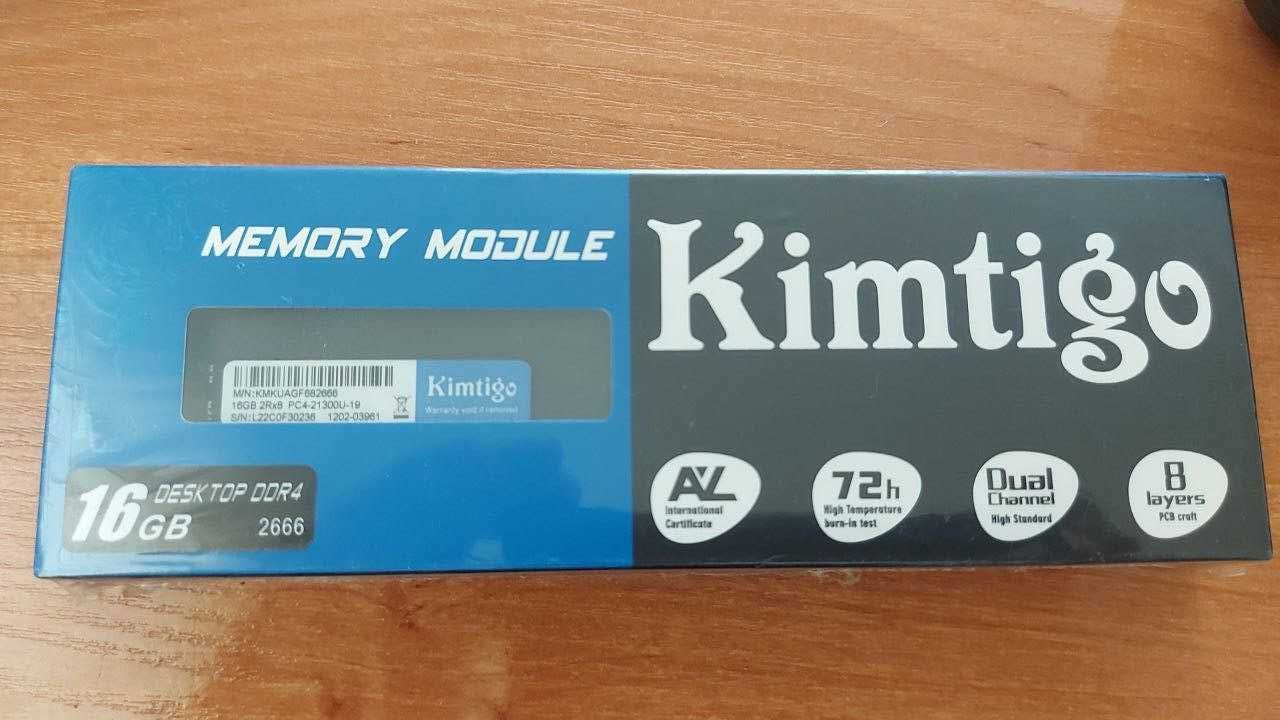 MEMORY MODULE
Kimtigo
M/N:KMKUAGF682666
16GB 2Rx8 PC4-21300U-19
S/N:L22C0F30236 1202-03961
Kimtigo
Warranty void if removed
16GB
DESKTOP DDR4
2666
AVL
International
Certificate
72h
High Temperature
burn-in test
Dual
Channel
High Standard
8
layers
PCB craft